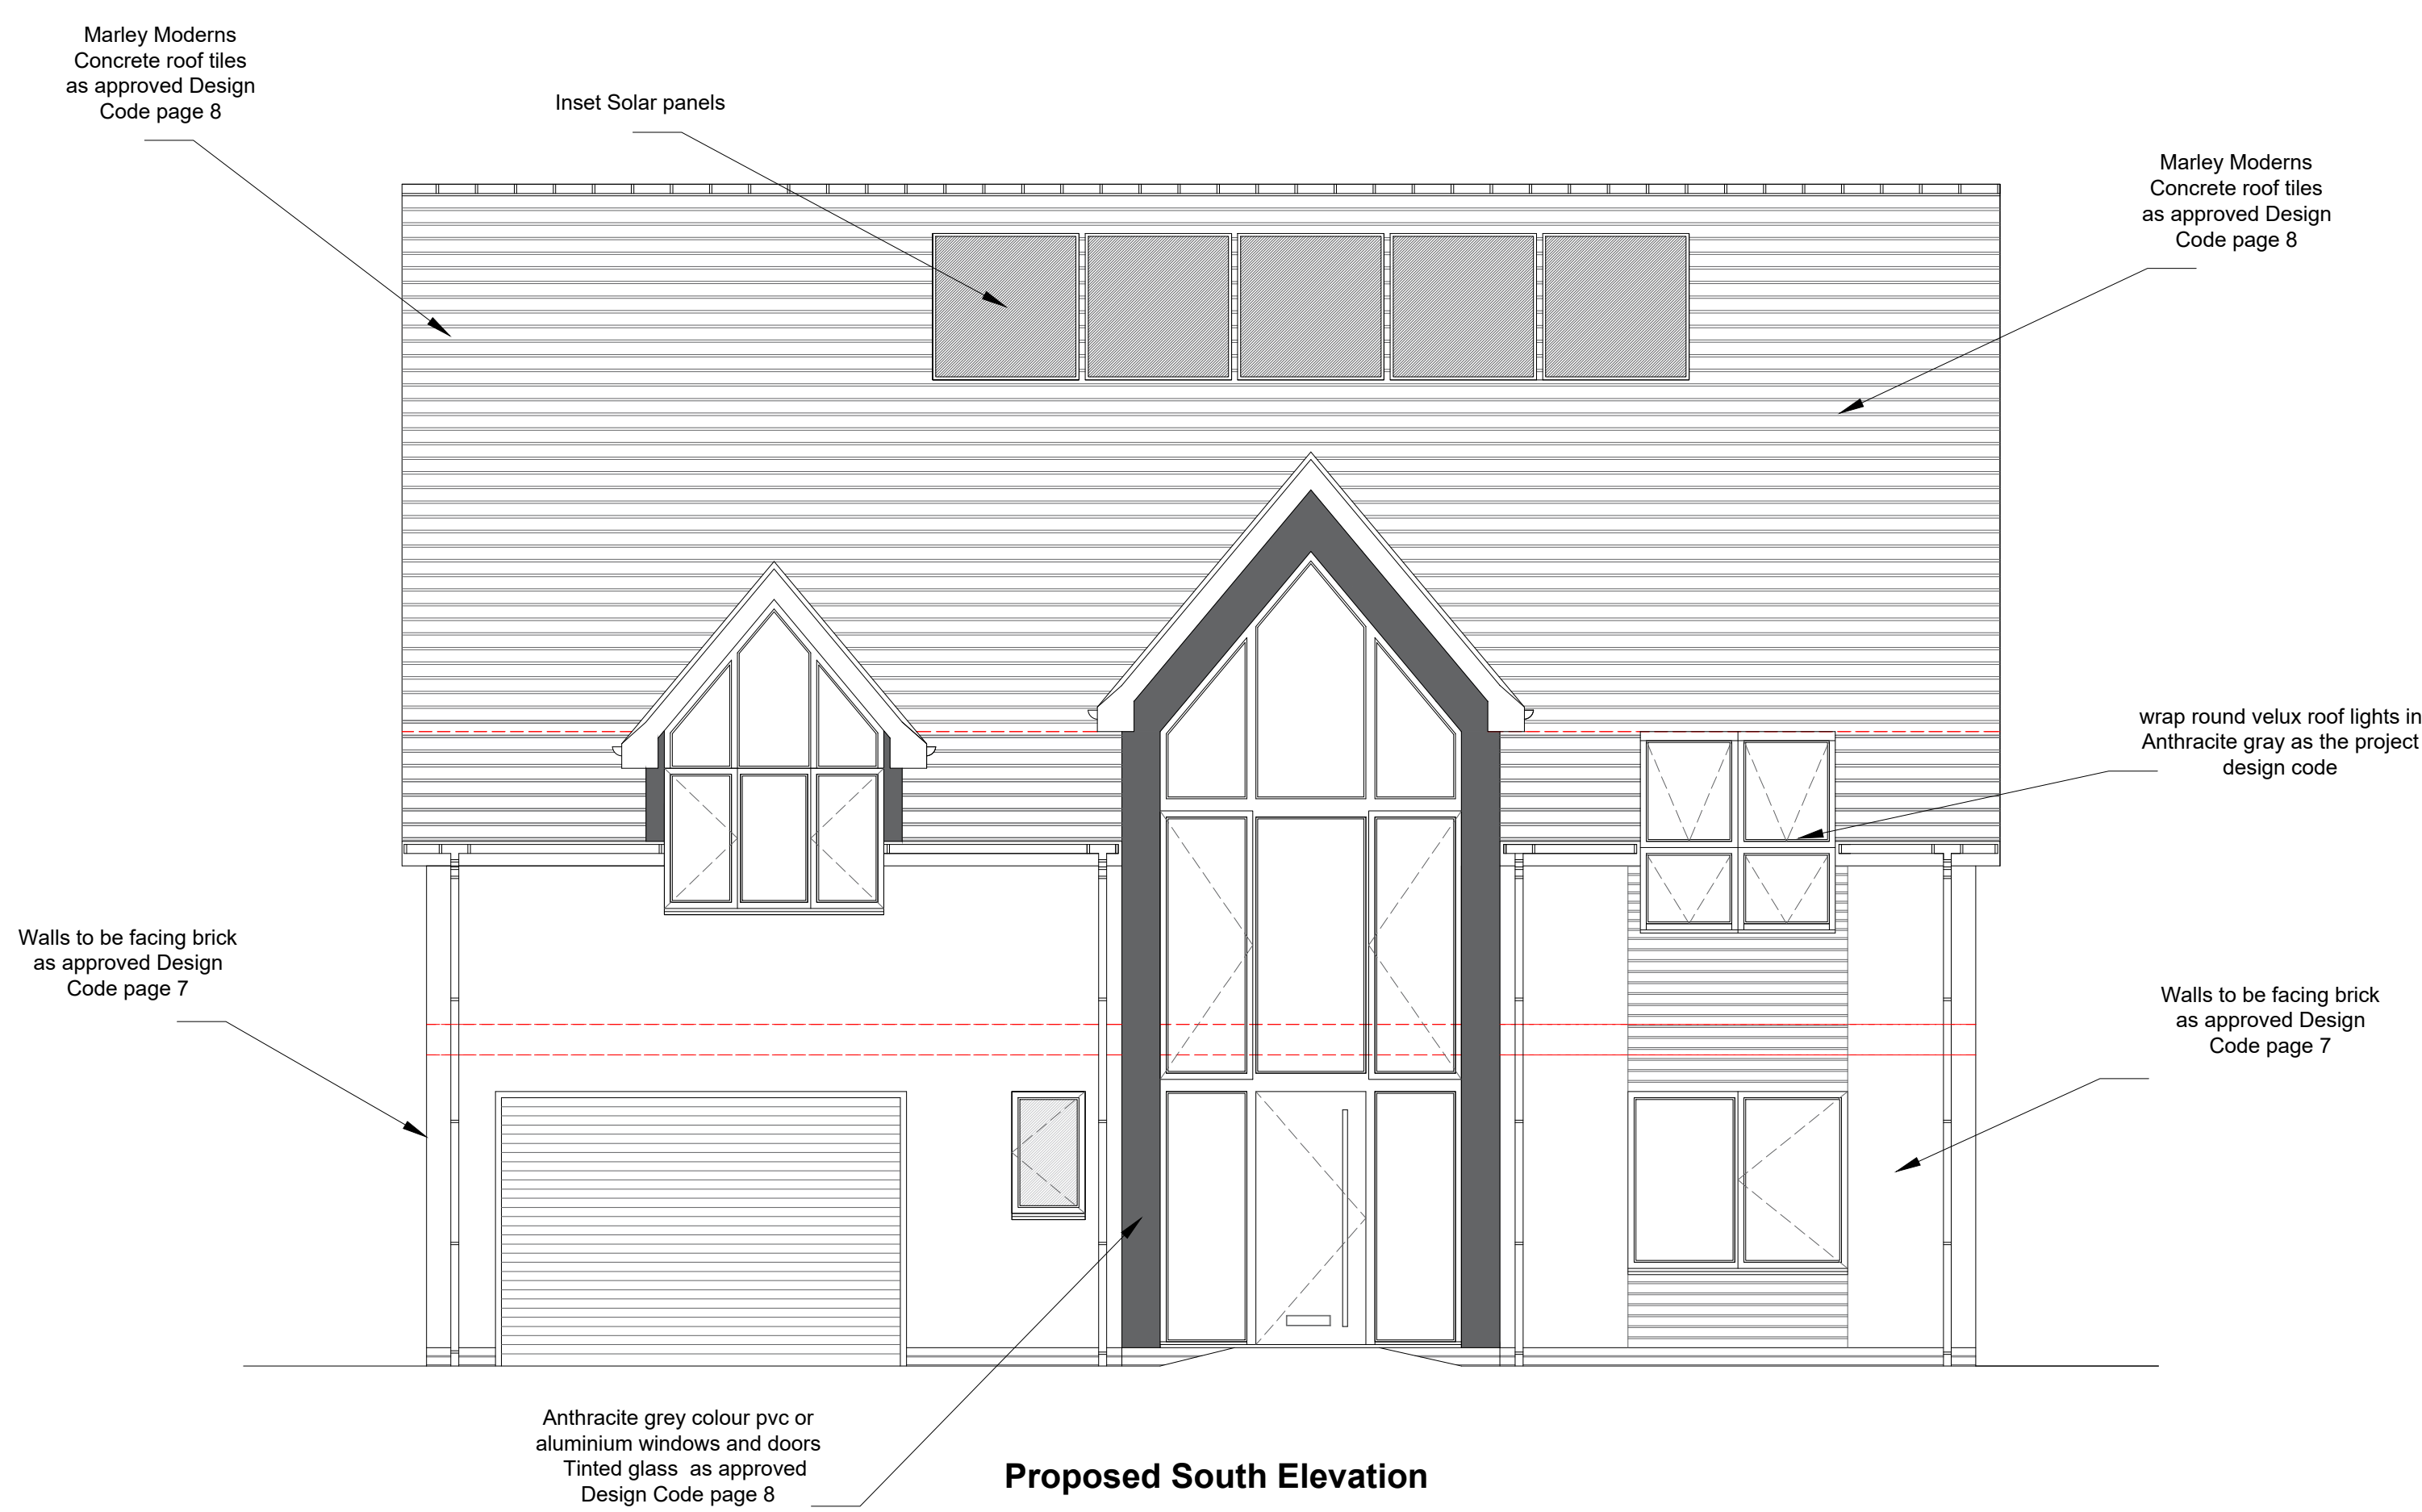 Marley Moderns
Concrete roof tiles
as approved Design
Code page 8
Inset Solar panels
Marley Moderns
Concrete roof tiles
as approved Design
Code page 8
wrap round velux roof lights in
Anthracite gray as the project
design code
Walls to be facing brick
as approved Design
Code page 7
Walls to be facing brick
as approved Design
Code page 7
Anthracite grey colour pvc or
aluminium windows and doors
Tinted glass as approved
Design Code page 8
Proposed South Elevation